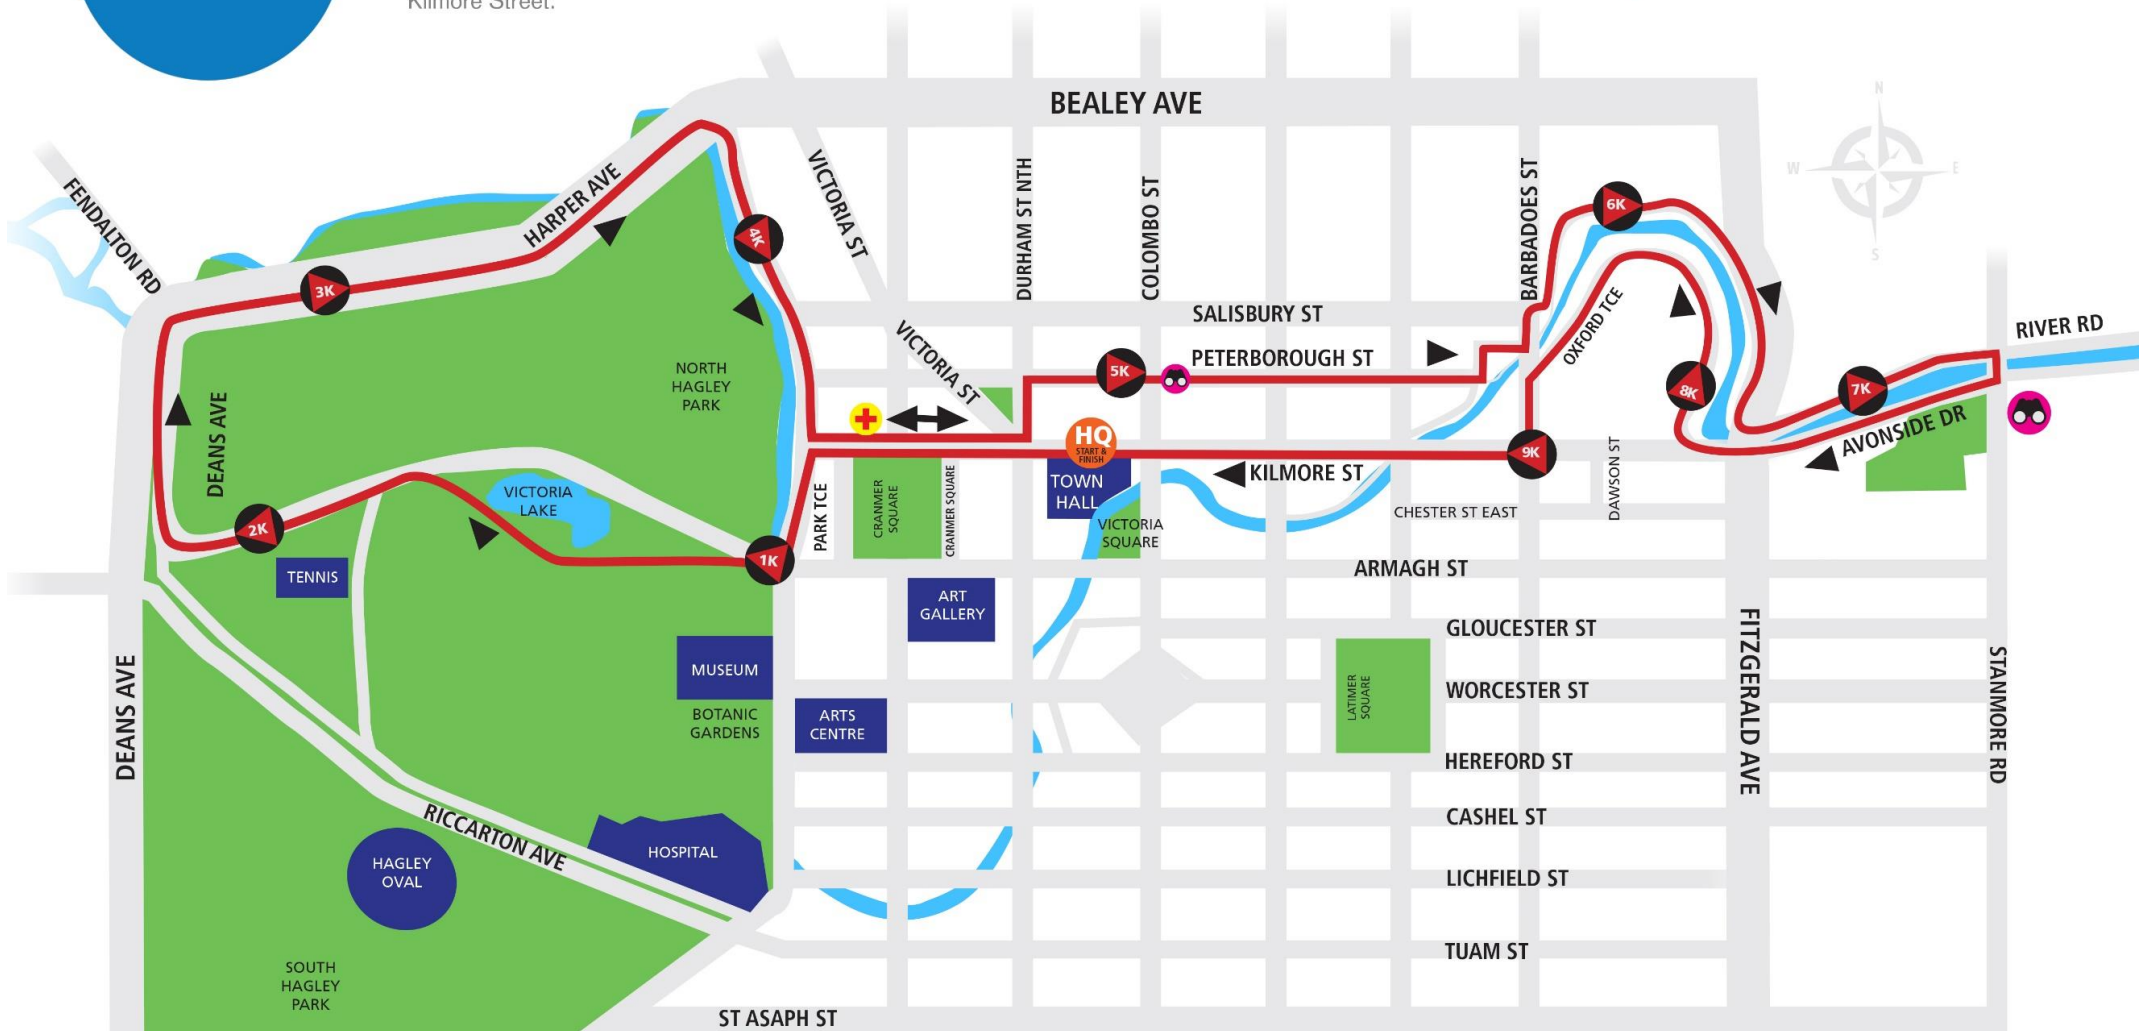 Kilmore Street.
BEALEY AVE
N
W
E
S
FENDALTON RD
HARPER AVE
VICTORIA ST
DURHAM ST NTH
COLOMBO ST
BARBADOES ST
6K
4K
3K
SALISBURY ST
OXFORD TCE
RIVER RD
VICTORIA ST
PETERBOROUGH ST
5K
NORTH
HAGLEY
PARK
8K
7K
DEANS AVE
AVONSIDE DR
HQ
START &
FINISH
9K
KILMORE ST
DAWSON ST
VICTORIA
LAKE
PARK TCE
CRANMER
SQUARE
CRANMER SQUARE
TOWN
HALL
VICTORIA
SQUARE
CHESTER ST EAST
2K
1K
TENNIS
ARMAGH ST
ART
GALLERY
GLOUCESTER ST
MUSEUM
DEANS AVE
BOTANIC
GARDENS
ARTS
CENTRE
LATIMER
SQUARE
WORCESTER ST
FITZGERALD AVE
STANMORE RD
HEREFORD ST
CASHEL ST
RICCARTON AVE
HOSPITAL
HAGLEY
OVAL
LICHFIELD ST
TUAM ST
SOUTH
HAGLEY
PARK
ST ASAPH ST